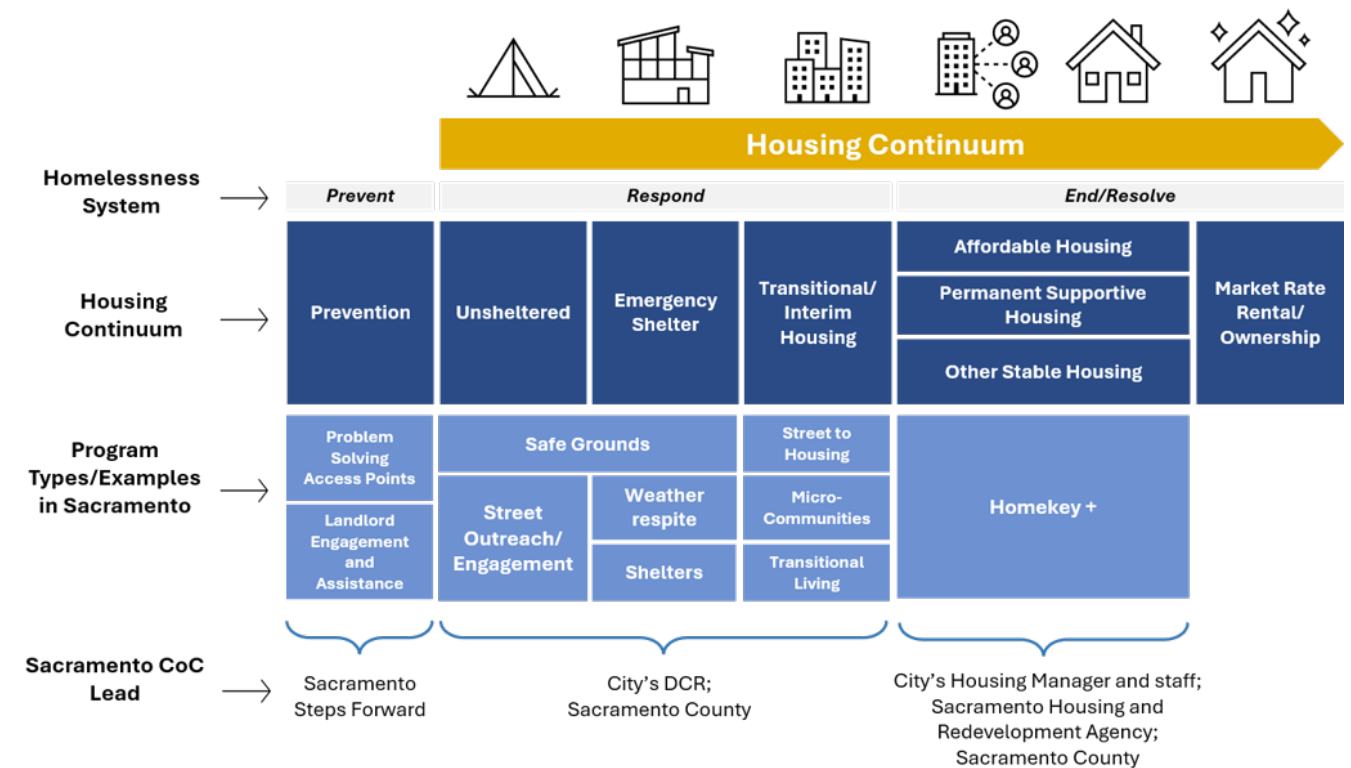 Housing Continuum
Homelessness
System
Prevent
Respond
End/Resolve
Housing
Continuum
Prevention
Unsheltered
Emergency
Shelter
Transitional/
Interim
Housing
Affordable Housing
Permanent Supportive
Housing
Other Stable Housing
Market Rate
Rental/
Ownership
Program
Types/Examples
in Sacramento
Problem
Solving
Access Points
Landlord
Engagement
and
Assistance
Safe Grounds
Street
Outreach/
Engagement
Weather
respite
Shelters
Street to
Housing
Micro-
Communities
Transitional
Living
Homekey +
Sacramento CoC
Lead
Sacramento
Steps Forward
City’s DCR;
Sacramento County
City’s Housing Manager and staff;
Sacramento Housing and
Redevelopment Agency;
Sacramento County